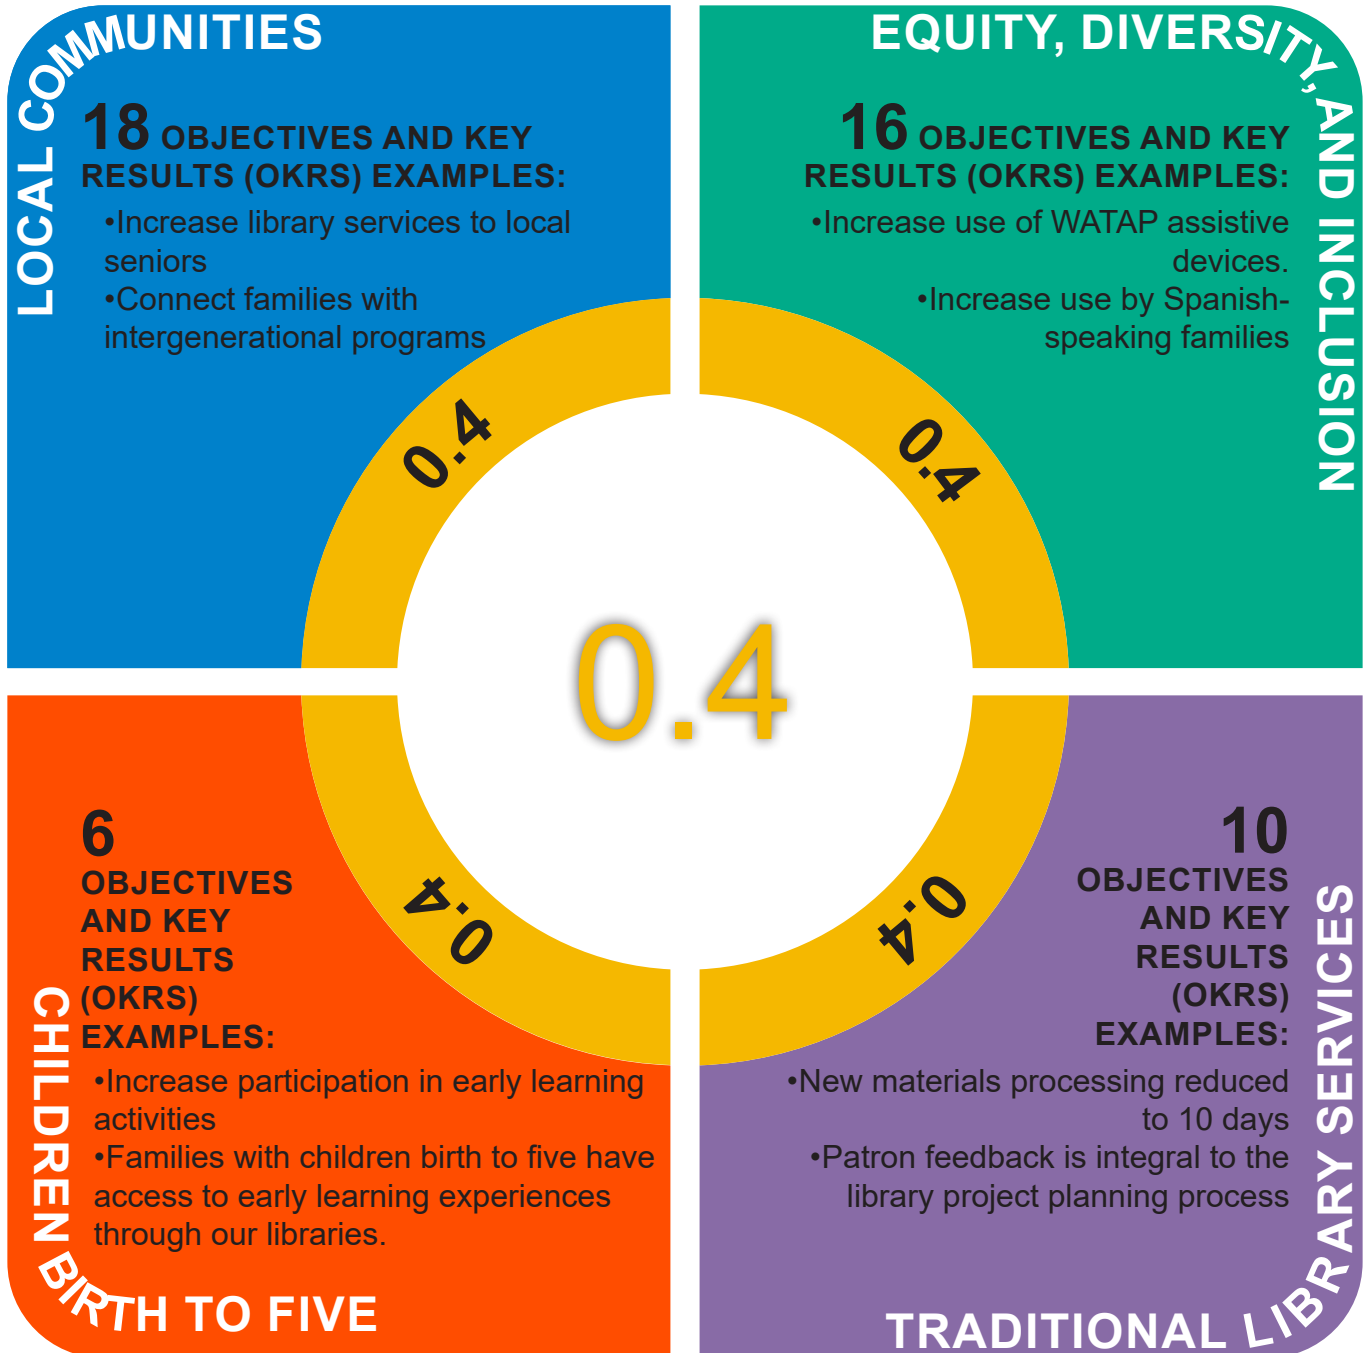 LOCAL COMMUNITIES
18 OBJECTIVES AND KEY
RESULTS (OKRS) EXAMPLES:
•Increase library services to local
seniors
•Connect families with
intergenerational programs
0.4
EQUITY, DIVERSITY, AND INCLUSION
16 OBJECTIVES AND KEY
RESULTS (OKRS) EXAMPLES:
•Increase use of WATAP assistive
devices.
•Increase use by Spanish-
speaking families
0.4
0.4
CHILDREN BIRTH TO FIVE
6
OBJECTIVES
AND KEY
RESULTS
(OKRS)
EXAMPLES:
•Increase participation in early learning
activities
•Families with children birth to five have
access to early learning experiences
through our libraries.
0.4
TRADITIONAL LIBRARY SERVICES
10
OBJECTIVES
AND KEY
RESULTS
(OKRS)
EXAMPLES:
•New materials processing reduced
to 10 days
•Patron feedback is integral to the
library project planning process
0.4